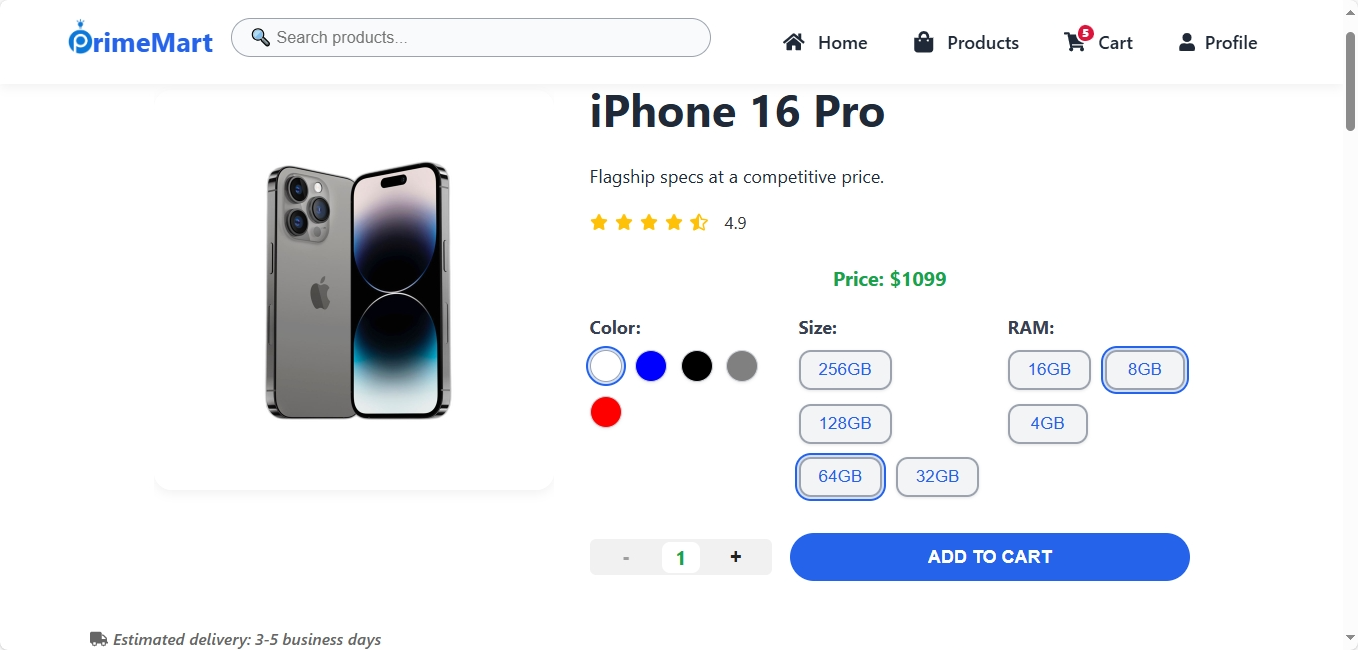 PrimeMart
Search products...
Home
Products
5
Cart
Profile
iPhone 16 Pro
Flagship specs at a competitive price.
4.9
Price: $1099
Color:
Size:
RAM:
256GB
16GB 8GB
128GB
4GB
64GB 32GB
- 1 +
ADD TO CART
Estimated delivery: 3-5 business days